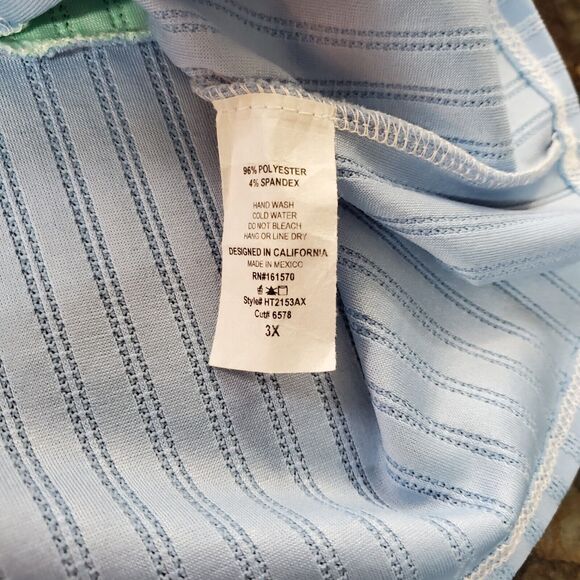 96% POLYESTER
4% SPANDEX
HAND WASH
COLD WATER
DO NOT BLEACH
HANG OR LINE DRY
DESIGNED IN CALIFORNIA
MADE IN MEXICO
RN#161570
Style# HT2153AX
Cut# 6578
3X